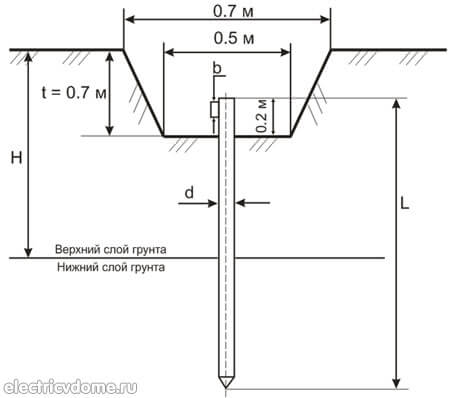 0.7 м
0.5 м
b
t = 0.7 м
0.2 м
H
d
L
Верхний слой грунта
Нижний слой грунта
electricvdome.ru